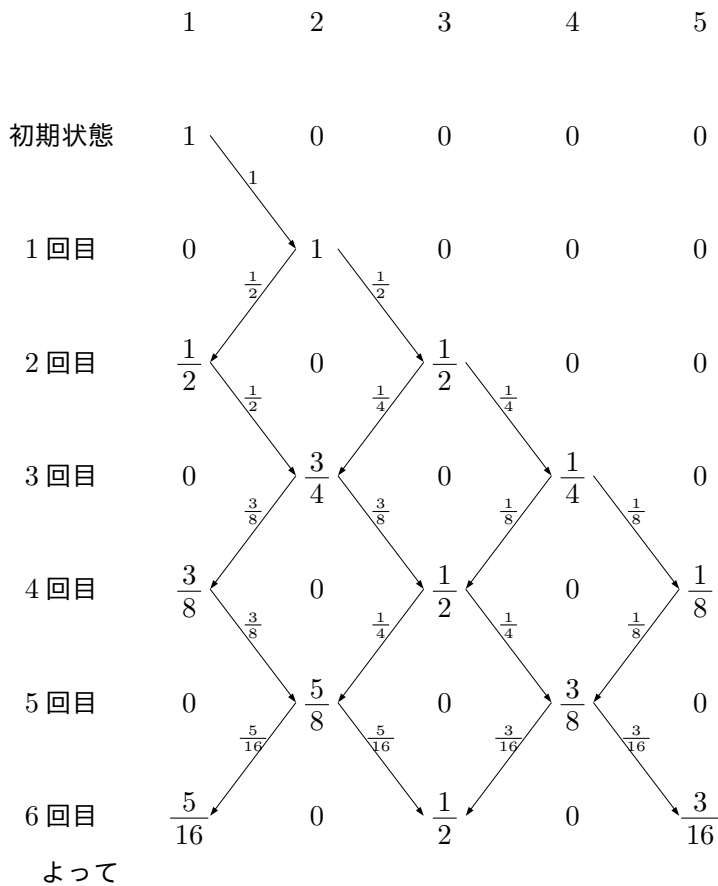 1 2 3 4 5
初期状態 1 0 0 0 0
1
1 回目 0 1 0 0 0
1/2 1/2
2 回目 1/2 0 1/2 0 0
1/2 1/4 1/4
3 回目 0 3/4 0 1/4 0
3/8 3/8 1/8 1/8
4 回目 3/8 0 1/2 0 1/8
3/8 1/4 1/4 1/8
5 回目 0 5/8 0 3/8 0
5/16 5/16 3/16 3/16
6 回目 5/16 0 1/2 0 3/16
よって